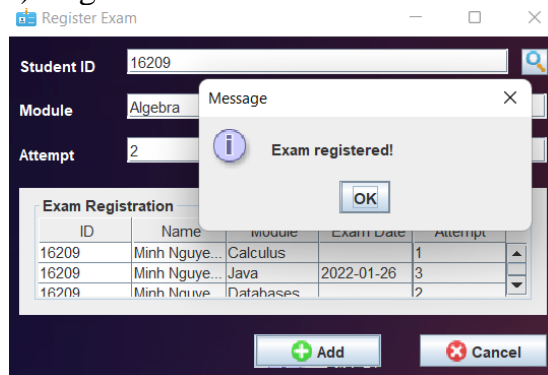 Register Exam
Student ID 16209
Message
Module Algebra
Exam registered!
Attempt 2
OK
Exam Registration
ID Name Module Exam Date Attempt
16209 Minh Nguye... Calculus 1
16209 Minh Nguye... Java 2022-01-26 3
16209 Minh Nguye... Databases 2
Add Cancel